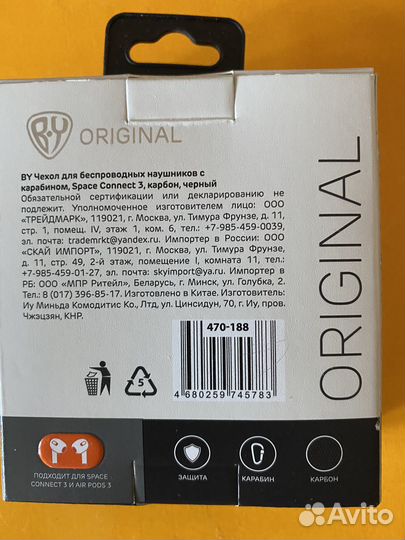 BY ORIGINAL
BY Чехол для беспроводных наушников с
карабином, Space Connect 3, карбон, черный
Обязательной сертификации или декларированию не
подлежит. Уполномоченное изготовителем лицо: ООО
«ТРЕЙДМАРК», 119021, г. Москва, ул. Тимура Фрунзе, д. 11,
стр. 1, помещ. IV, этаж 1, ком. 6, тел.: +7-985-459-0039,
эл. почта: trademrkt@yandex.ru. Импортер в России: ООО
«СКАЙ ИМПОРТ», 119021, г. Москва, ул. Тимура Фрунзе,
д. 11, стр. 49, 2-й этаж, помещение I, комната 11, тел.:
+7-985-459-01-27, эл. почта: skyimport@ya.ru. Импортер в
РБ: ООО «МПР Ритейл», Беларусь, г. Минск, ул. Голубка, 2.
Тел.: 8 (017) 396-85-17. Изготовлено в Китае. Изготовитель:
Иу Миньда Комодитис Ко., Лтд, ул. Цинсидун, 70, г. Иу, пров.
Чжэцзян, КНР.
470-188
5
4 680259 745783
ORIGINAL
ПОДХОДИТ ДЛЯ SPACE
CONNECT 3 И AIR PODS 3
ЗАЩИТА
КАРАБИН
КАРБОН
Avito